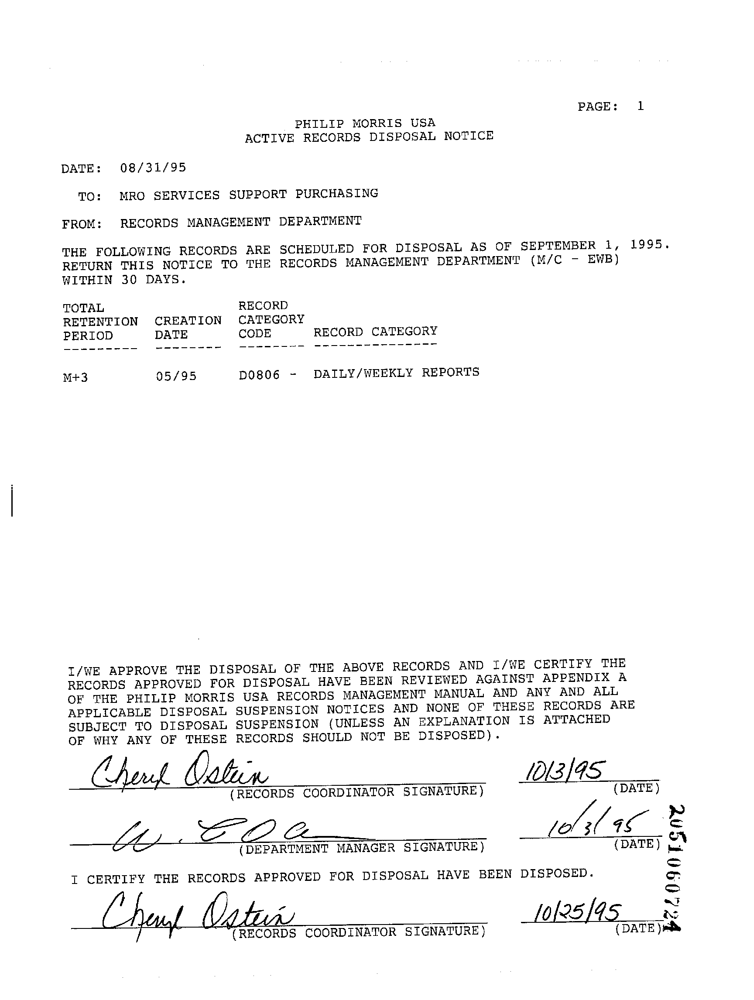 PAGE: 1
PHILIP MORRIS USA
ACTIVE RECORDS DISPOSAL NOTICE
DATE: 08/31/95
TO: MRO SERVICES SUPPORT PURCHASING
FROM: RECORDS MANAGEMENT DEPARTMENT
THE FOLLOWING RECORDS ARE SCHEDULED FOR DISPOSAL AS OF SEPTEMBER 1, 1995.
RETURN THIS NOTICE TO THE RECORDS MANAGEMENT DEPARTMENT (M/C - EWB)
WITHIN 30 DAYS.
TOTAL RECORD
RETENTION CREATION CATEGORY
PERIOD DATE CODE RECORD CATEGORY
--------- -------- -------- ---------------
M+3 05/95 D0806 - DAILY/WEEKLY REPORTS
I/WE APPROVE THE DISPOSAL OF THE ABOVE RECORDS AND I/WE CERTIFY THE
RECORDS APPROVED FOR DISPOSAL HAVE BEEN REVIEWED AGAINST APPENDIX A
OF THE PHILIP MORRIS USA RECORDS MANAGEMENT MANUAL AND ANY AND ALL
APPLICABLE DISPOSAL SUSPENSION NOTICES AND NONE OF THESE RECORDS ARE
SUBJECT TO DISPOSAL SUSPENSION (UNLESS AN EXPLANATION IS ATTACHED
OF WHY ANY OF THESE RECORDS SHOULD NOT BE DISPOSED).
Cheryl Ostein 10/3/95
(RECORDS COORDINATOR SIGNATURE) (DATE)
10/3/95
(DEPARTMENT MANAGER SIGNATURE) (DATE)
I CERTIFY THE RECORDS APPROVED FOR DISPOSAL HAVE BEEN DISPOSED.
Cheryl Ostein 10/25/95
(RECORDS COORDINATOR SIGNATURE) (DATE)
2051060724